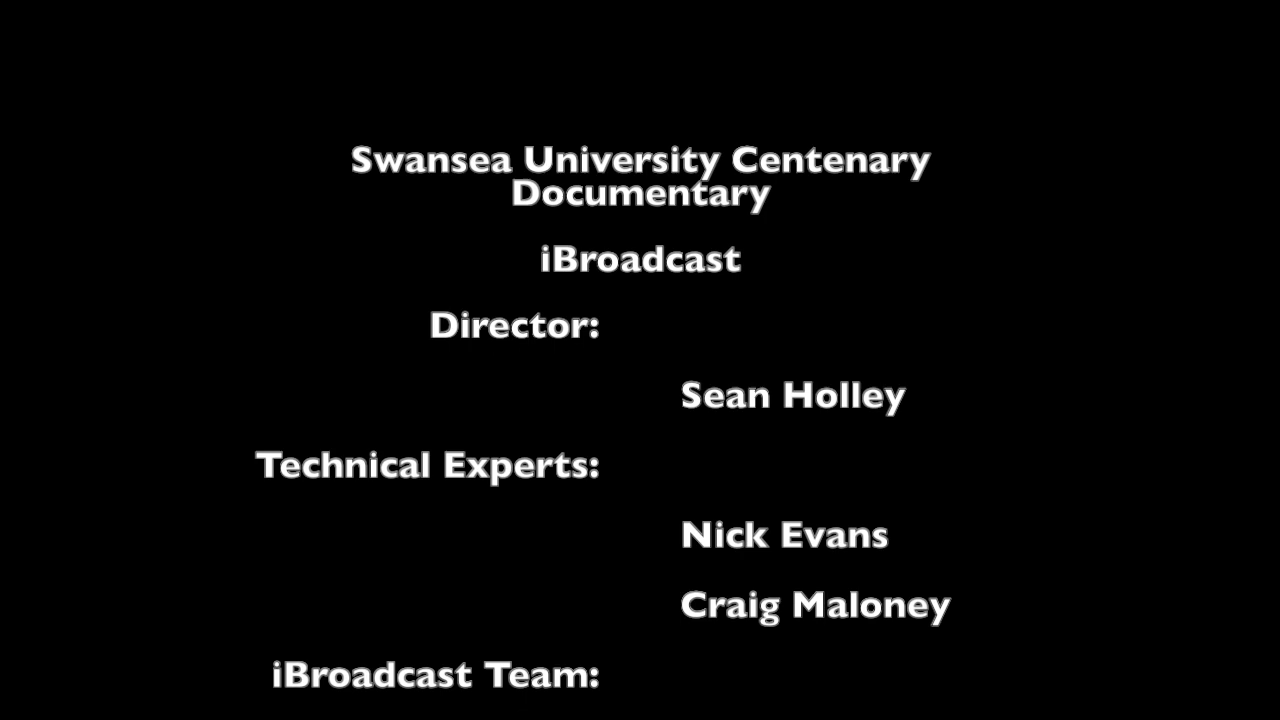 Swansea University Centenary
Documentary
iBroadcast
Director:
Sean Holley
Technical Experts:
Nick Evans
Craig Maloney
iBroadcast Team: